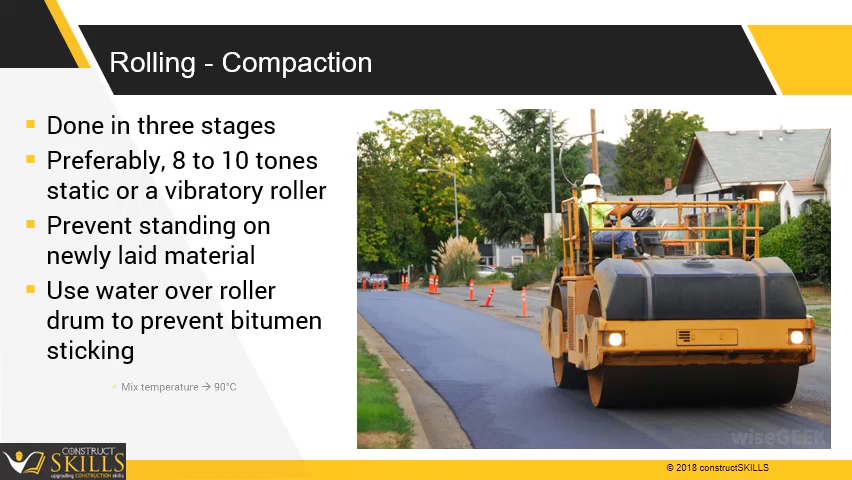 Rolling - Compaction
Done in three stages
Preferably, 8 to 10 tones
static or a vibratory roller
Prevent standing on
newly laid material
Use water over roller
drum to prevent bitumen
sticking
Mix temperature → 90°C
wiseGEEK
CONSTRUCT
SKILLS
upgrading CONSTRUCTION skills
© 2018 constructSKILLS